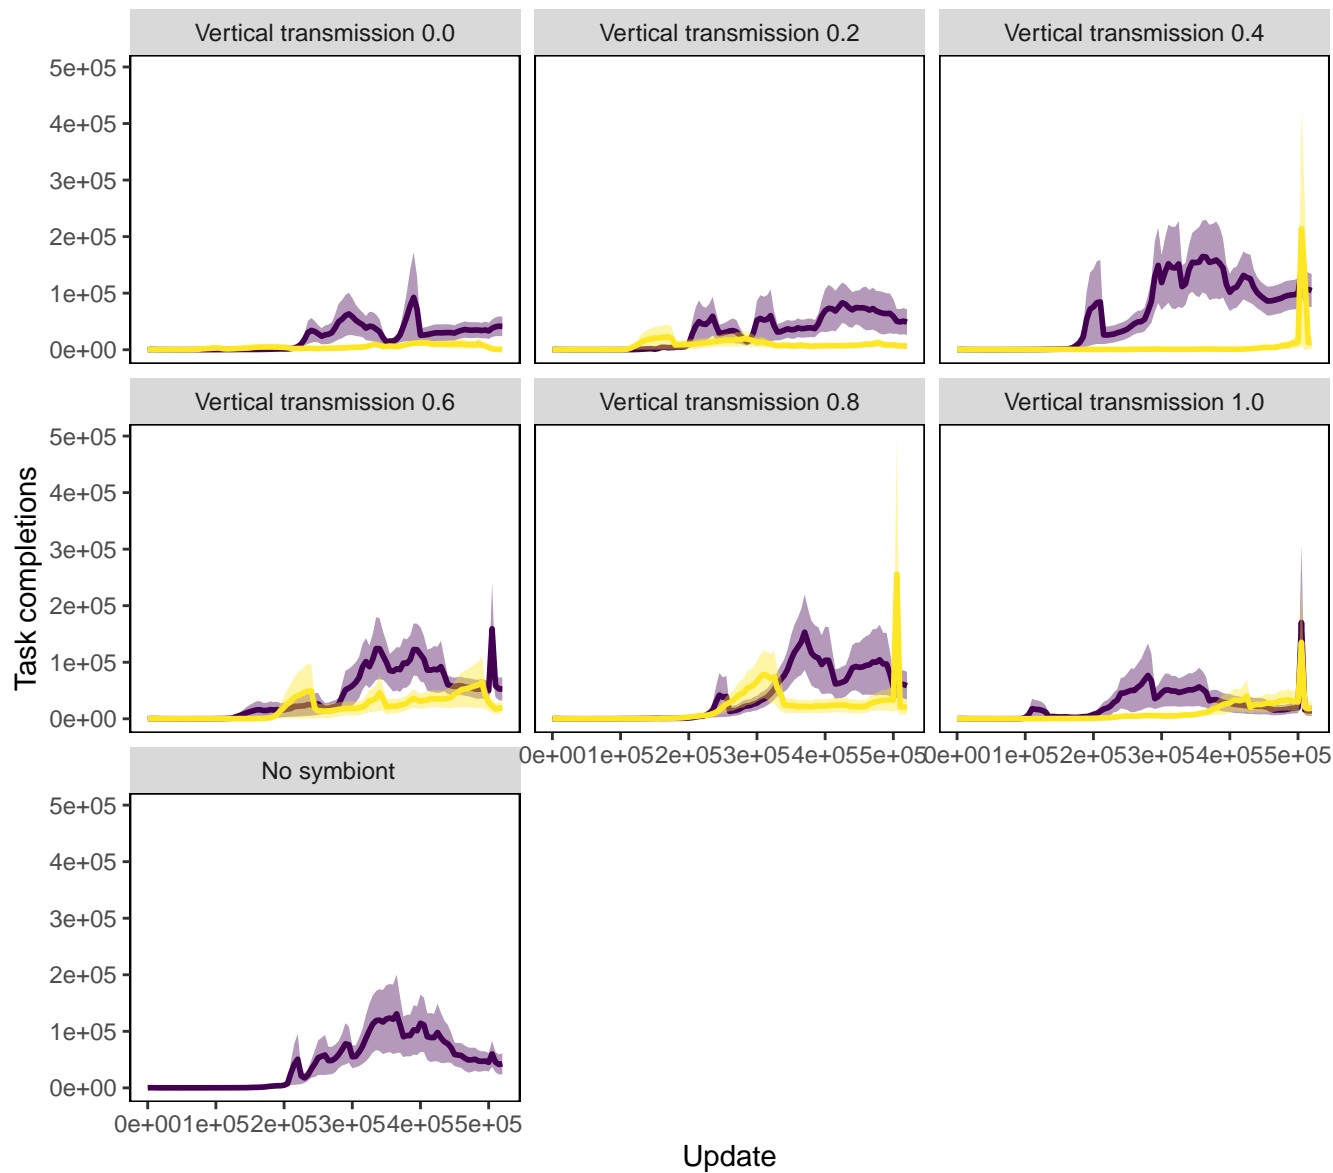 Vertical transmission 0.0
Vertical transmission 0.2
Vertical transmission 0.4
5e+05
4e+05
3e+05
2e+05
1e+05
0e+00
Vertical transmission 0.6
Vertical transmission 0.8
Vertical transmission 1.0
5e+05
4e+05
3e+05
2e+05
1e+05
0e+00
Task completions
0e+001e+052e+053e+054e+055e+05
0e+001e+052e+053e+054e+055e+05
No symbiont
5e+05
4e+05
3e+05
2e+05
1e+05
0e+00
0e+001e+052e+053e+054e+055e+05
Update